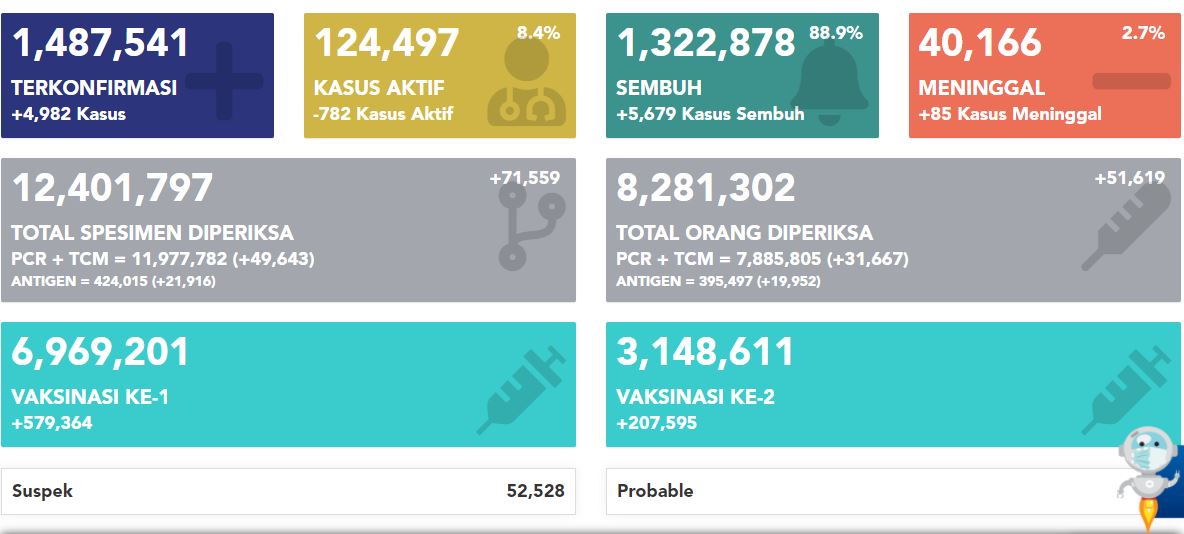 1,487,541
TERKONFIRMASI
+4,982 Kasus
124,497
8.4%
KASUS AKTIF
-782 Kasus Aktif
1,322,878
88.9%
SEMBUH
+5,679 Kasus Sembuh
40,166
2.7%
MENINGGAL
+85 Kasus Meninggal
12,401,797
+71,559
TOTAL SPESIMEN DIPERIKSA
PCR + TCM = 11,977,782 (+49,643)
ANTIGEN = 424,015 (+21,916)
8,281,302
+51,619
TOTAL ORANG DIPERIKSA
PCR + TCM = 7,885,805 (+31,667)
ANTIGEN = 395,497 (+19,952)
6,969,201
VAKSINASI KE-1
+579,364
3,148,611
VAKSINASI KE-2
+207,595
Suspek 52,528
Probable